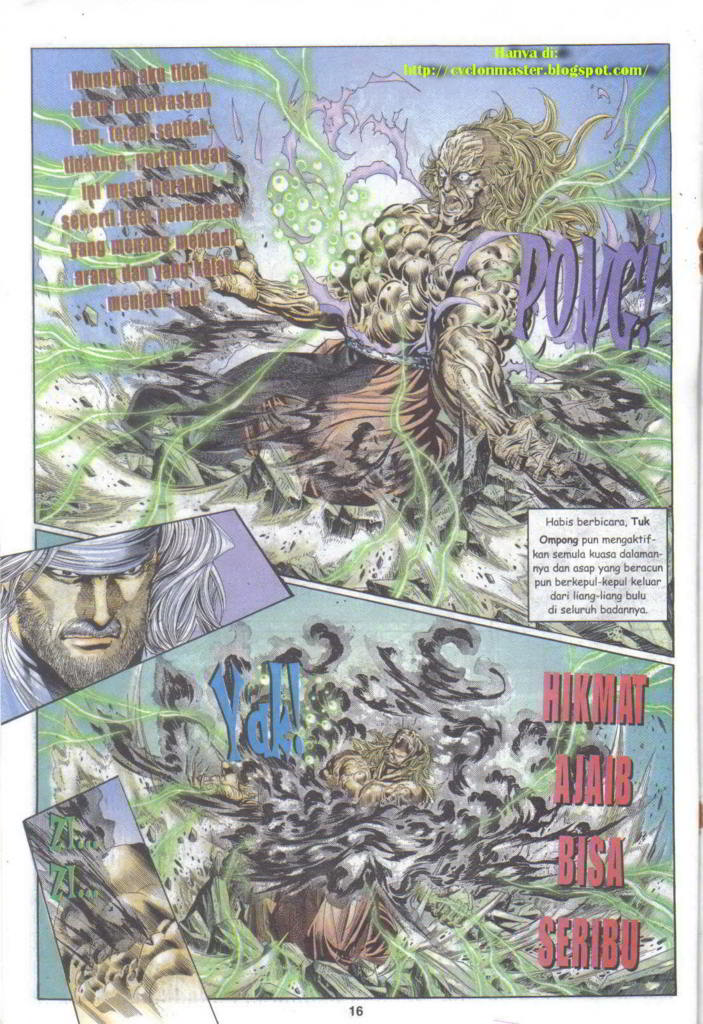 Hanya di:
http://cyclonmaster.blogspot.com/
Mungkin aku tidak
akan menewaskan
kau, tetapi setidak-
tidaknya, pertarungan
ini mesti berakhir
seperti kata peribahasa
yang menang menjadi
arang dan yang kalah
menjadi abu!
PONG!
Habis berbicara, Tuk
Ompong pun mengaktif-
kan semula kuasa dalaman-
nya dan asap yang beracun
pun berkepul-kepul keluar
dari liang-liang bulu
di seluruh badannya.
Yak!
HIKMAT
AJAIB
BISA
SERIBU
ZI...
ZI...
16